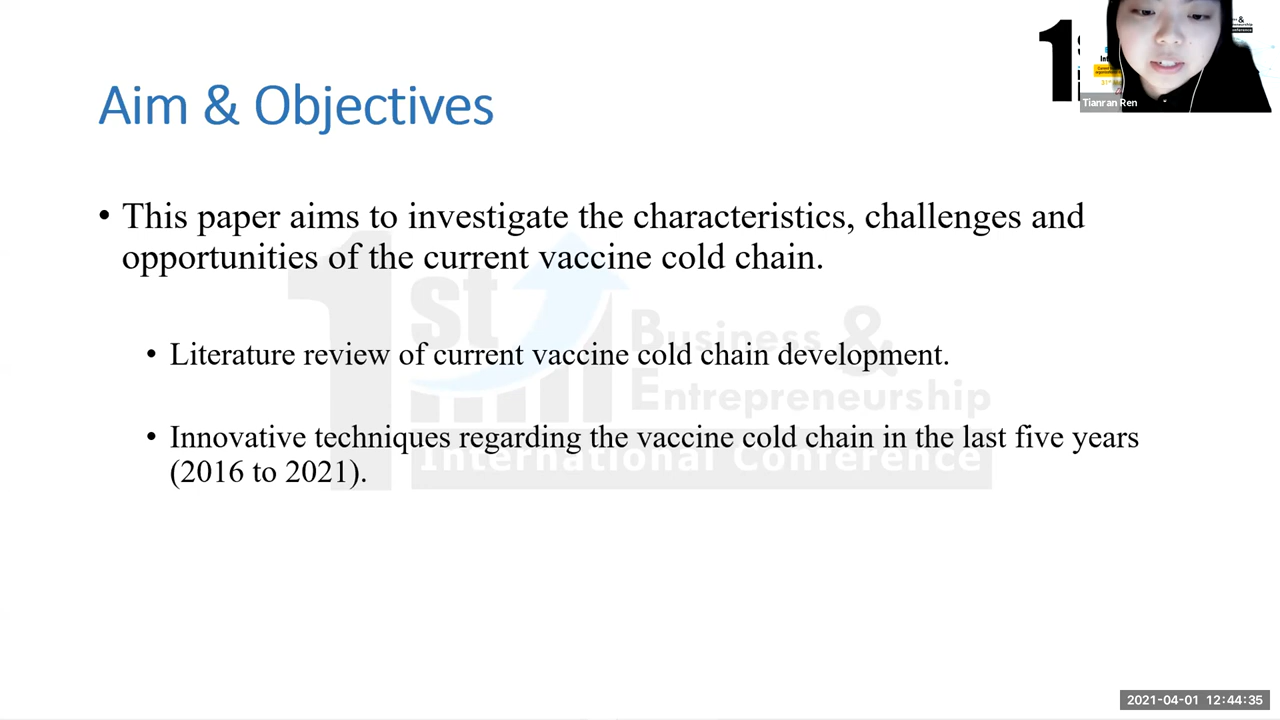 Aim & Objectives
• This paper aims to investigate the characteristics, challenges and
opportunities of the current vaccine cold chain.
• Literature review of current vaccine cold chain development.
• Innovative techniques regarding the vaccine cold chain in the last five years
(2016 to 2021).
1st
Business &
Entrepreneurship
International Conference
Tianran Ren
2021-04-01 12:44:35